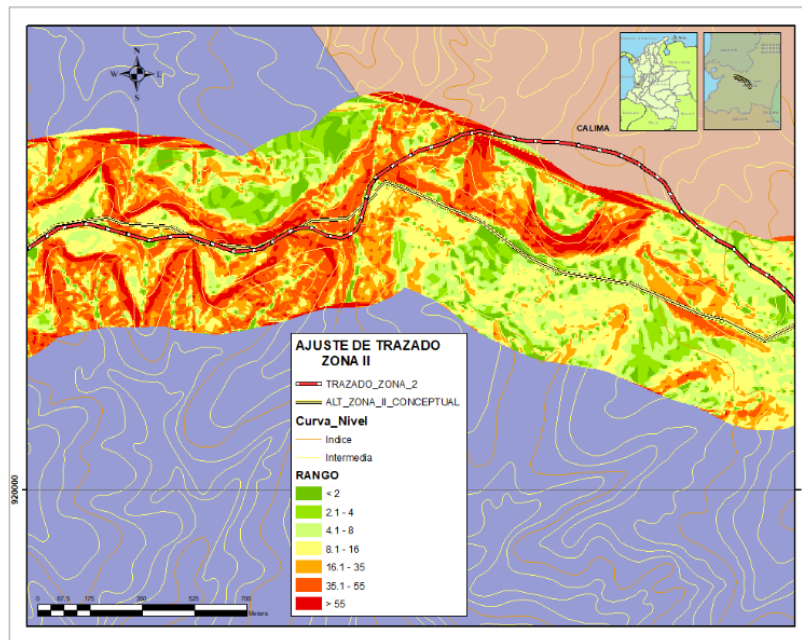 N
W
E
S
CALIMA
AJUSTE DE TRAZADO
ZONA II
TRAZADO_ZONA_2
ALT_ZONA_II_CONCEPTUAL
Curva_Nivel
Indice
Intermedia
RANGO
< 2
2.1 - 4
4.1 - 8
8.1 - 16
16.1 - 35
35.1 - 55
> 55
920000
0 87.5 175 350 525 700
Meters